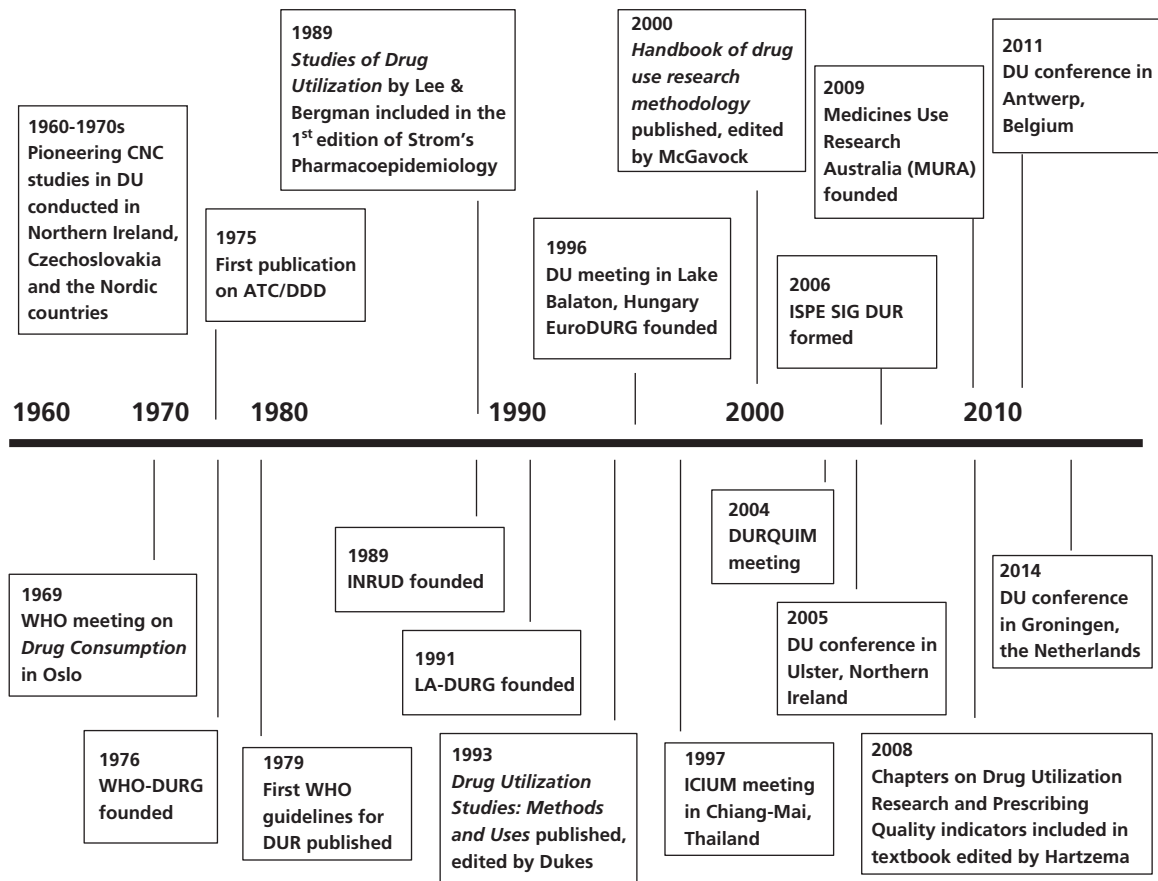 1960-1970s
Pioneering CNC
studies in DU
conducted in
Northern Ireland,
Czechoslovakia
and the Nordic
countries
1975
First publication
on ATC/DDD
1989
Studies of Drug
Utilization by Lee &
Bergman included in the
1st edition of Strom's
Pharmacoepidemiology
1996
DU meeting in Lake
Balaton, Hungary
EuroDURG founded
2000
Handbook of drug
use research
methodology
published, edited
by McGavock
2006
ISPE SIG DUR
formed
2009
Medicines Use
Research
Australia (MURA)
founded
2011
DU conference in
Antwerp,
Belgium
1960 1970 1980 1990 2000 2010
1969
WHO meeting on
Drug Consumption
in Oslo
1976
WHO-DURG
founded
1979
First WHO
guidelines for
DUR published
1989
INRUD founded
1991
LA-DURG founded
1993
Drug Utilization
Studies: Methods
and Uses published,
edited by Dukes
1997
ICIUM meeting
in Chiang-Mai,
Thailand
2004
DURQUIM
meeting
2005
DU conference in
Ulster, Northern
Ireland
2008
Chapters on Drug Utilization
Research and Prescribing
Quality indicators included in
textbook edited by Hartzema
2014
DU conference
in Groningen,
the Netherlands